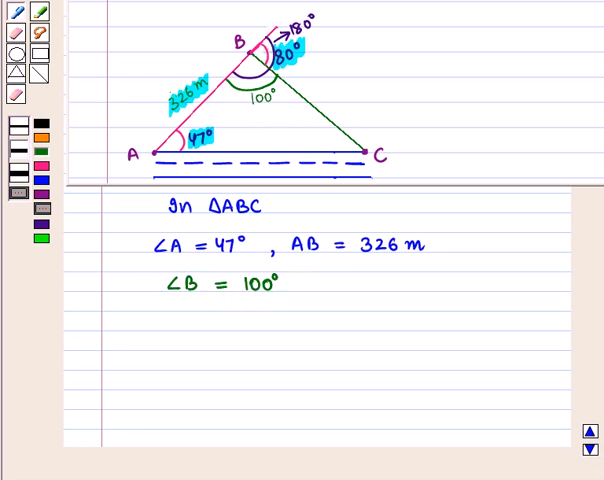 B
→180°
80°
326 m
100°
47°
A
C
In ΔABC
∠A = 47° , AB = 326 m
∠B = 100°